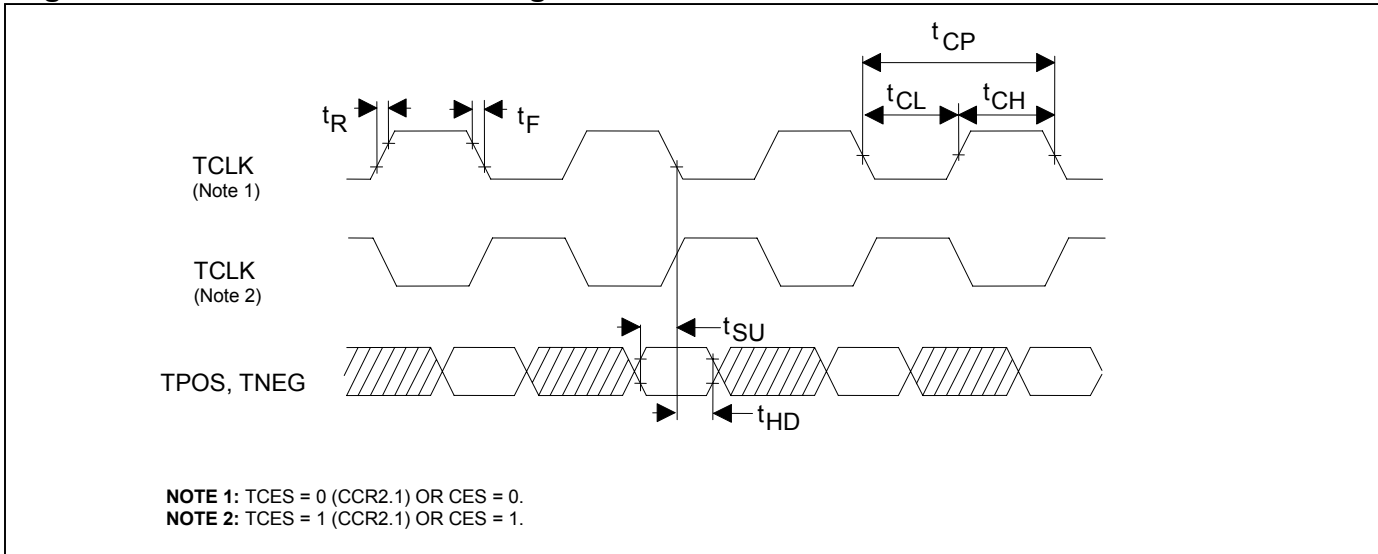 tCP
tCL tCH
tR tF
TCLK
(Note 1)
TCLK
(Note 2)
tSU
TPOS, TNEG
tHD
NOTE 1: TCES = 0 (CCR2.1) OR CES = 0.
NOTE 2: TCES = 1 (CCR2.1) OR CES = 1.